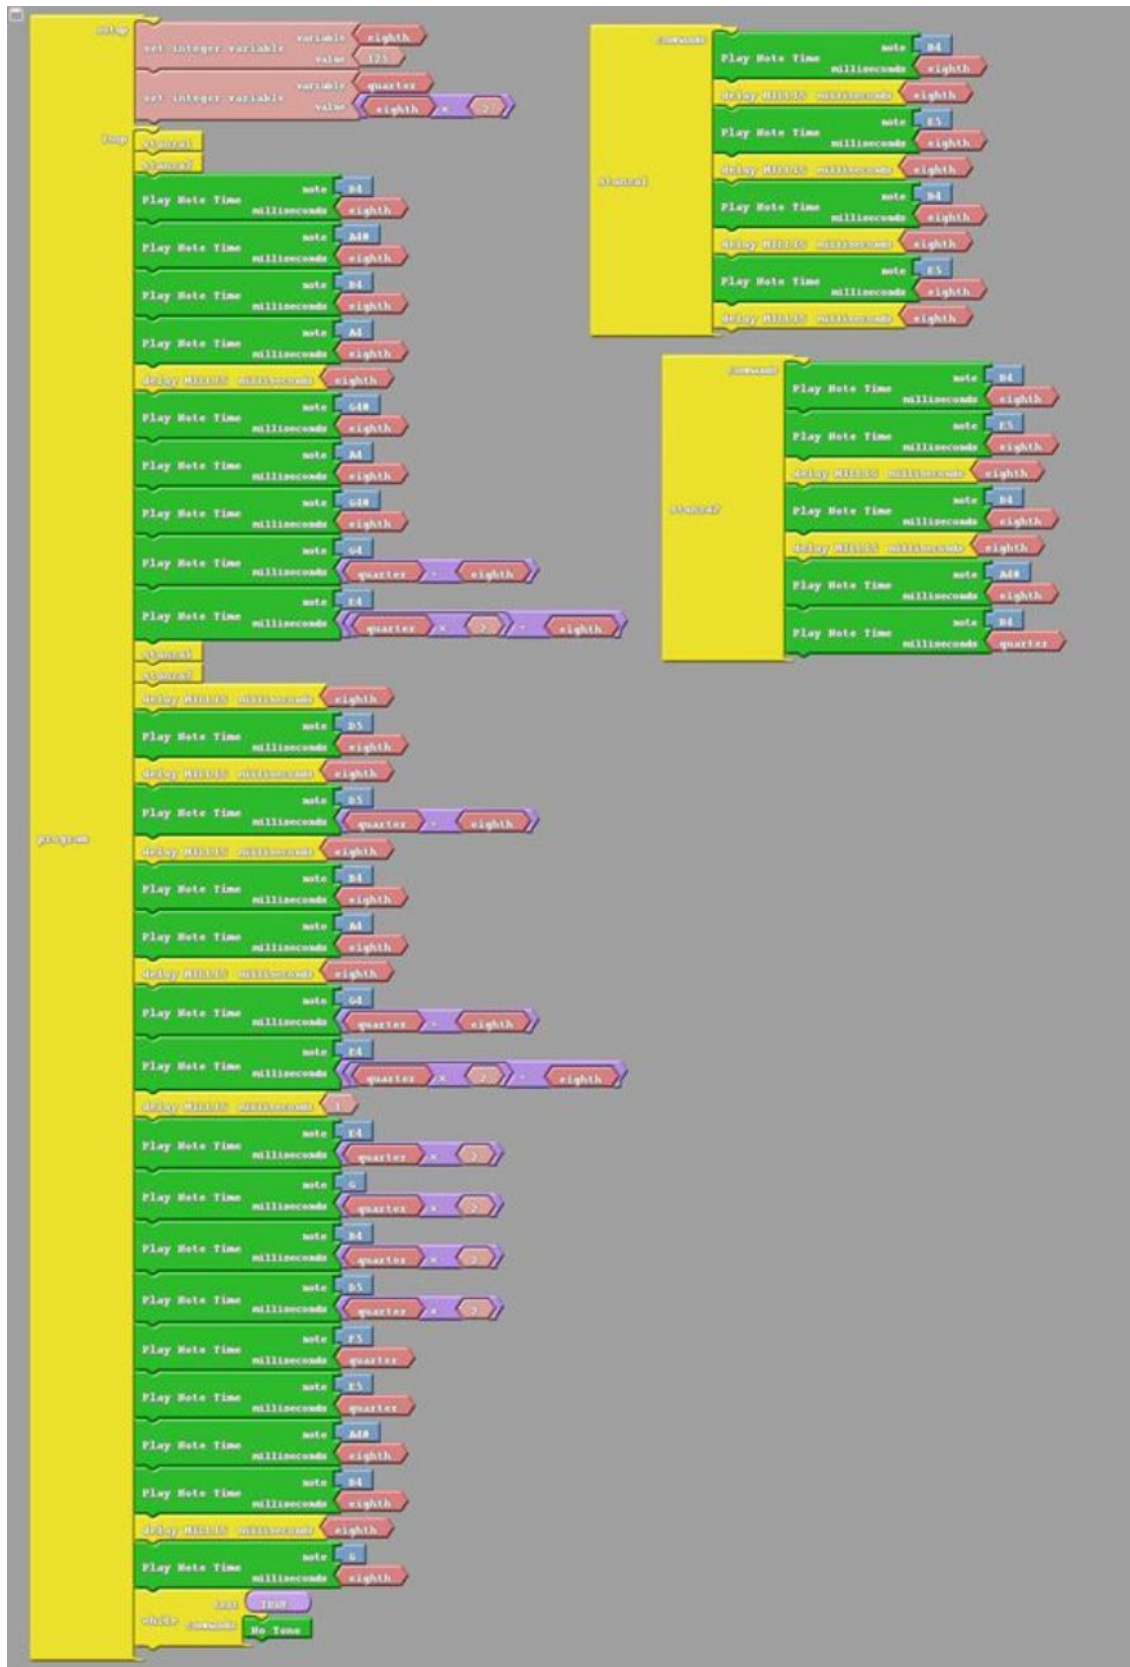 setup
set integer variable
variable eighth
value 125
set integer variable
variable quarter
value eighth × 2
loop
stanza1
stanza2
Play Note Time note B4
milliseconds eighth
Play Note Time note A4#
milliseconds eighth
Play Note Time note B4
milliseconds eighth
Play Note Time note A4
milliseconds eighth
delay MILLIS milliseconds eighth
Play Note Time note G4#
milliseconds eighth
Play Note Time note A4
milliseconds eighth
Play Note Time note G4#
milliseconds eighth
Play Note Time note G4
milliseconds quarter eighth
Play Note Time note E4
milliseconds quarter × 2 - eighth
stanza1
stanza2
delay MILLIS milliseconds eighth
Play Note Time note D5
milliseconds eighth
delay MILLIS milliseconds eighth
Play Note Time note D5
milliseconds quarter eighth
delay MILLIS milliseconds eighth
Play Note Time note B4
milliseconds eighth
Play Note Time note A4
milliseconds eighth
delay MILLIS milliseconds eighth
Play Note Time note G4
milliseconds quarter eighth
Play Note Time note E4
milliseconds quarter × 2 - eighth
delay MILLIS milliseconds 1
Play Note Time note E4
milliseconds quarter × 2
Play Note Time note G
milliseconds quarter × 2
Play Note Time note B4
milliseconds quarter × 2
Play Note Time note D5
milliseconds quarter × 2
Play Note Time note F5
milliseconds quarter
Play Note Time note E5
milliseconds quarter
Play Note Time note A4#
milliseconds eighth
Play Note Time note B4
milliseconds eighth
delay MILLIS milliseconds eighth
Play Note Time note G
milliseconds eighth
while
test TRUE
commands No Tone
program
commands
Play Note Time note B4
milliseconds eighth
delay MILLIS milliseconds eighth
Play Note Time note E5
milliseconds eighth
delay MILLIS milliseconds eighth
stanza1
Play Note Time note B4
milliseconds eighth
delay MILLIS milliseconds eighth
Play Note Time note E5
milliseconds eighth
delay MILLIS milliseconds eighth
commands
Play Note Time note B4
milliseconds eighth
Play Note Time note E5
milliseconds eighth
delay MILLIS milliseconds eighth
stanza2
Play Note Time note B4
milliseconds eighth
delay MILLIS milliseconds eighth
Play Note Time note A4#
milliseconds eighth
Play Note Time note B4
milliseconds quarter